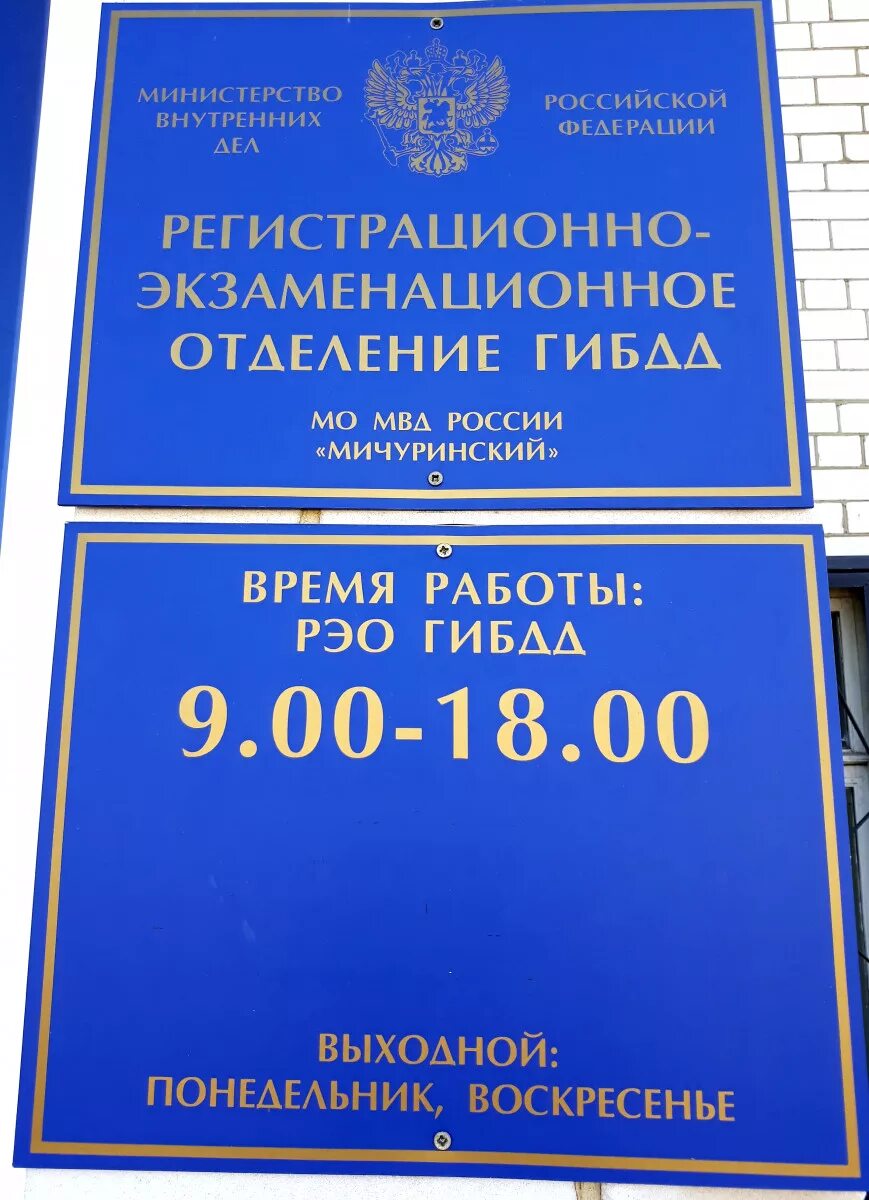 МИНИСТЕРСТВО
ВНУТРЕННИХ
ДЕЛ
РОССИЙСКОЙ
ФЕДЕРАЦИИ
РЕГИСТРАЦИОННО-
ЭКЗАМЕНАЦИОННОЕ
ОТДЕЛЕНИЕ ГИБДД
МО МВД РОССИИ
«МИЧУРИНСКИЙ»
ВРЕМЯ РАБОТЫ:
РЭО ГИБДД
9.00-18.00
ВЫХОДНОЙ:
ПОНЕДЕЛЬНИК, ВОСКРЕСЕНЬЕ